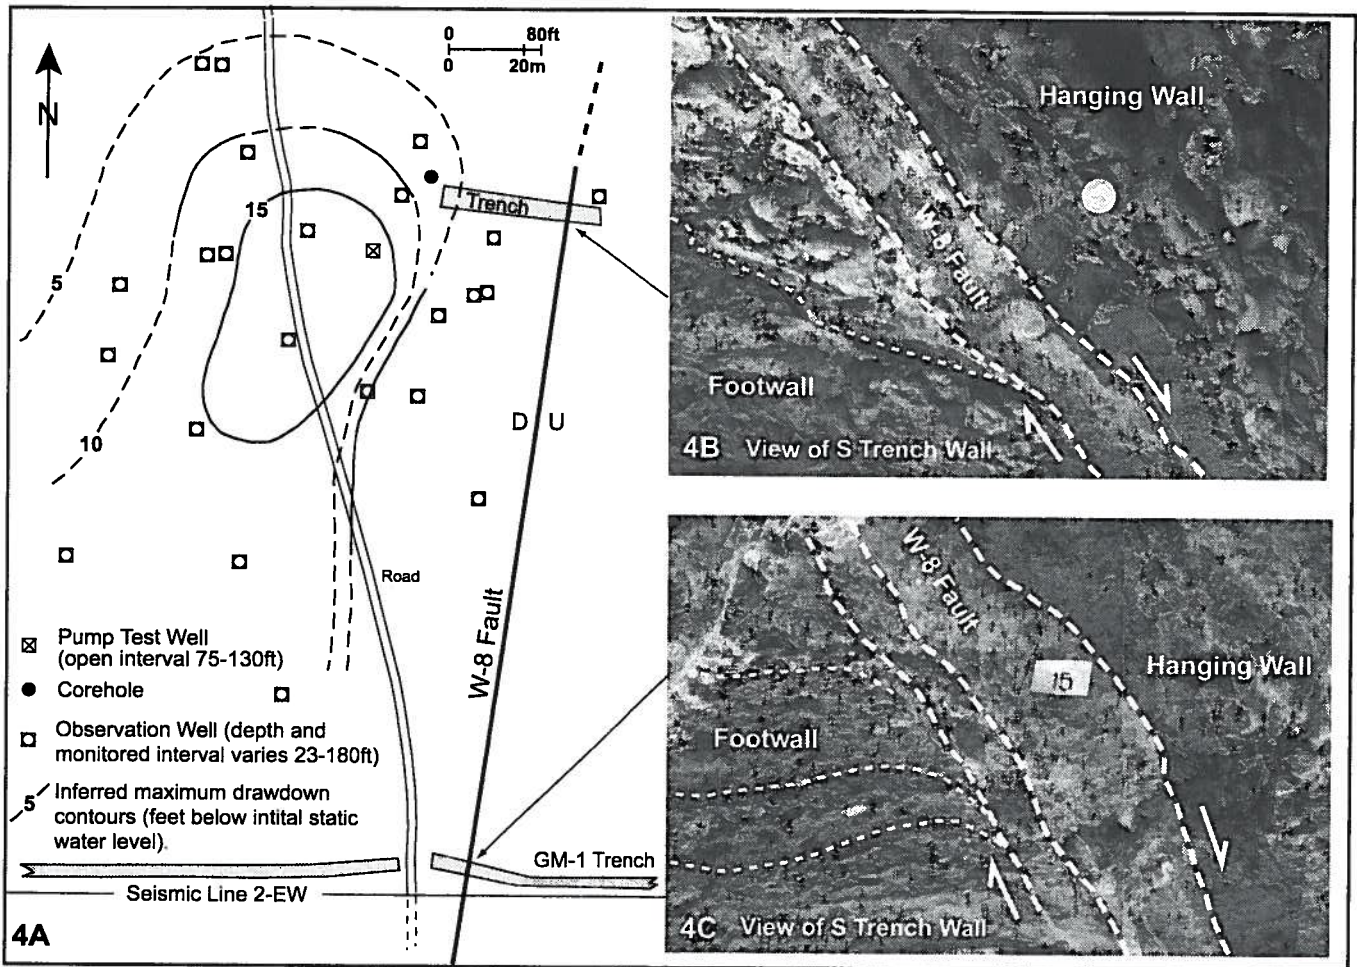 N
0 80ft
0 20m
Trench
15
5
10
D U
W-8 Fault
Road
Pump Test Well
(open interval 75-130ft)
Corehole
Observation Well (depth and
monitored interval varies 23-180ft)
5 Inferred maximum drawdown
contours (feet below intital static
water level).
GM-1 Trench
Seismic Line 2-EW
4A
Hanging Wall
W-8 Fault
Footwall
4B View of S Trench Wall
W-8 Fault
15
Hanging Wall
Footwall
4C View of S Trench Wall